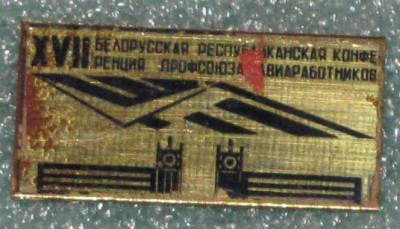 XVII БЕЛОРУССКАЯ РЕСПУБЛИКАНСКАЯ КОНФЕ
РЕНЦИЯ ПРОФСОЮЗА АВИАРАБОТНИКОВ